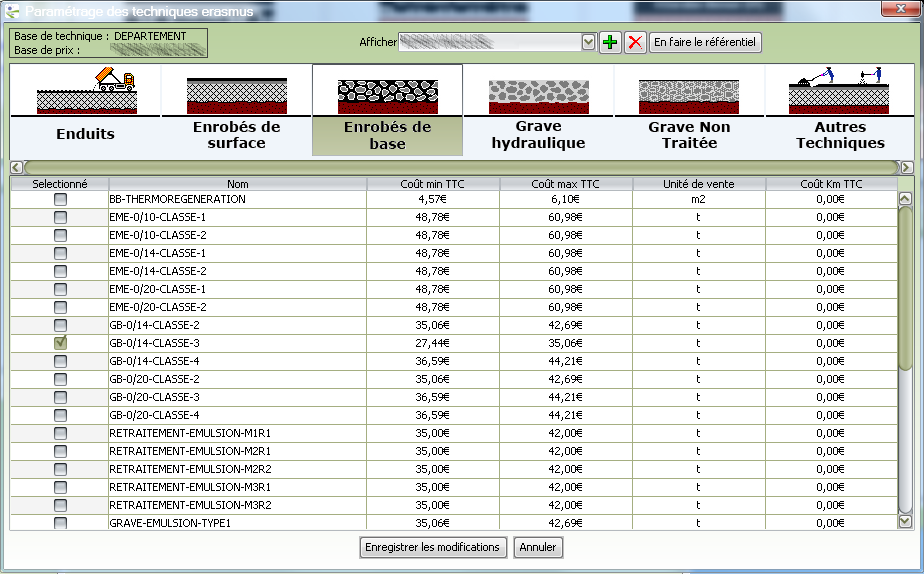 Paramétrage des techniques erasmus
Base de technique : DEPARTEMENT
Base de prix :
Afficher
En faire le référentiel
Enduits
Enrobés de
surface
Enrobés de
base
Grave
hydraulique
Grave Non
Traitée
Autres
Techniques
Selectionné Nom Coût min TTC Coût max TTC Unité de vente Coût Km TTC
BB-THERMOREGENERATION 4,57€ 6,10€ m2 0,00€
EME-0/10-CLASSE-1 48,78€ 60,98€ t 0,00€
EME-0/10-CLASSE-2 48,78€ 60,98€ t 0,00€
EME-0/14-CLASSE-1 48,78€ 60,98€ t 0,00€
EME-0/14-CLASSE-2 48,78€ 60,98€ t 0,00€
EME-0/20-CLASSE-1 48,78€ 60,98€ t 0,00€
EME-0/20-CLASSE-2 48,78€ 60,98€ t 0,00€
GB-0/14-CLASSE-2 35,06€ 42,69€ t 0,00€
GB-0/14-CLASSE-3 27,44€ 35,06€ t 0,00€
GB-0/14-CLASSE-4 36,59€ 44,21€ t 0,00€
GB-0/20-CLASSE-2 35,06€ 42,69€ t 0,00€
GB-0/20-CLASSE-3 36,59€ 44,21€ t 0,00€
GB-0/20-CLASSE-4 36,59€ 44,21€ t 0,00€
RETRAITEMENT-EMULSION-M1R1 35,00€ 42,00€ t 0,00€
RETRAITEMENT-EMULSION-M2R1 35,00€ 42,00€ t 0,00€
RETRAITEMENT-EMULSION-M2R2 35,00€ 42,00€ t 0,00€
RETRAITEMENT-EMULSION-M3R1 35,00€ 42,00€ t 0,00€
RETRAITEMENT-EMULSION-M3R2 35,00€ 42,00€ t 0,00€
GRAVE-EMULSION-TYPE1 35,06€ 42,69€ t 0,00€
Enregistrer les modifications Annuler